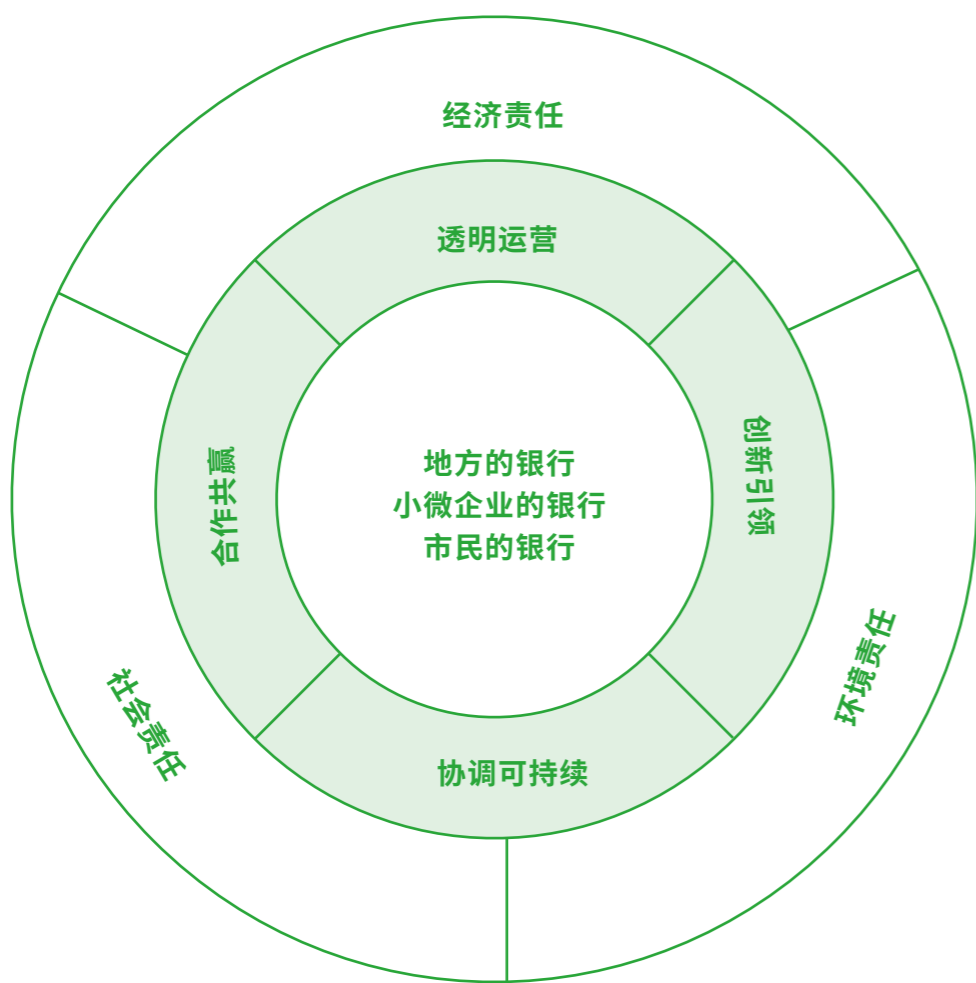 经济责任
透明运营
合作共赢
创新引领
地方的银行
小微企业的银行
市民的银行
社会责任
环境责任
协调可持续